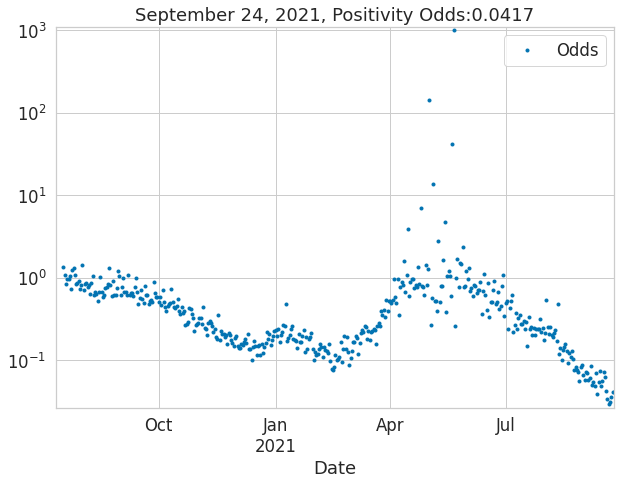 September 24, 2021, Positivity Odds:0.0417
Odds
10³
10²
10¹
10⁰
10⁻¹
Oct
Jan
2021
Apr
Jul
Date